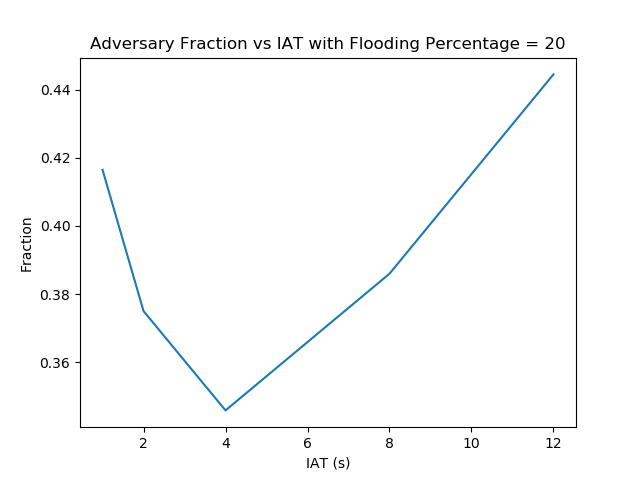 Adversary Fraction vs IAT with Flooding Percentage = 20
0.44
0.42
0.40
0.38
0.36
Fraction
2 4 6 8 10 12
IAT (s)